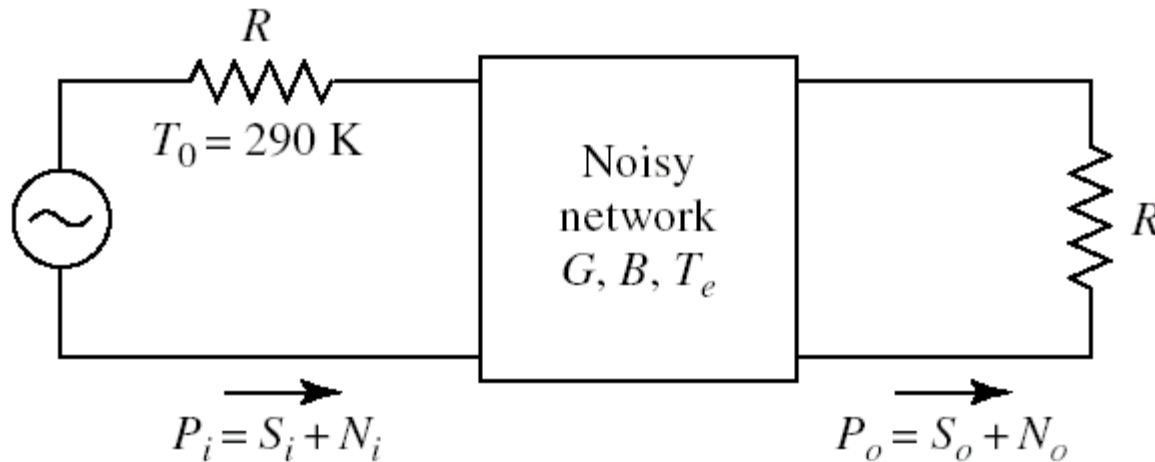 R
T₀ = 290 K
Noisy
network
G, B, Tₑ
R
Pᵢ = Sᵢ + Nᵢ
Pₒ = Sₒ + Nₒ